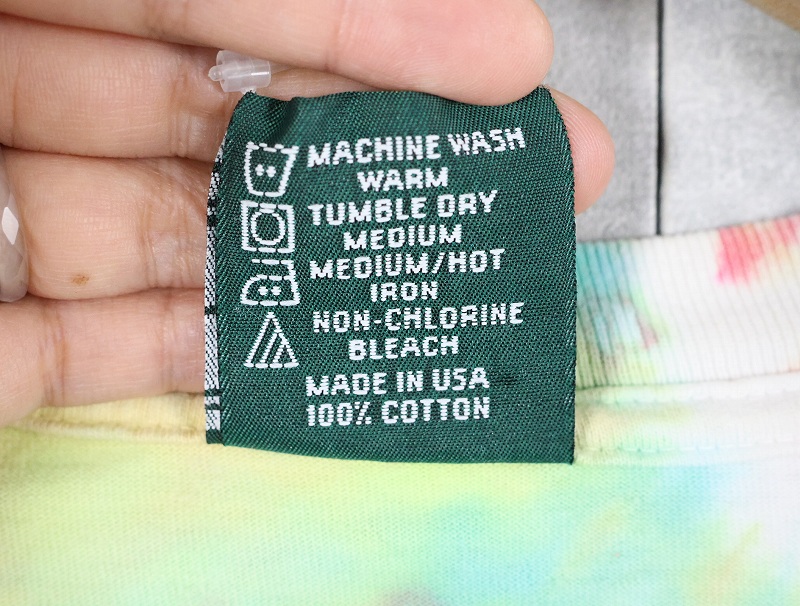 MACHINE WASH
WARM
TUMBLE DRY
MEDIUM
MEDIUM/HOT
IRON
NON-CHLORINE
BLEACH
MADE IN USA
100% COTTON